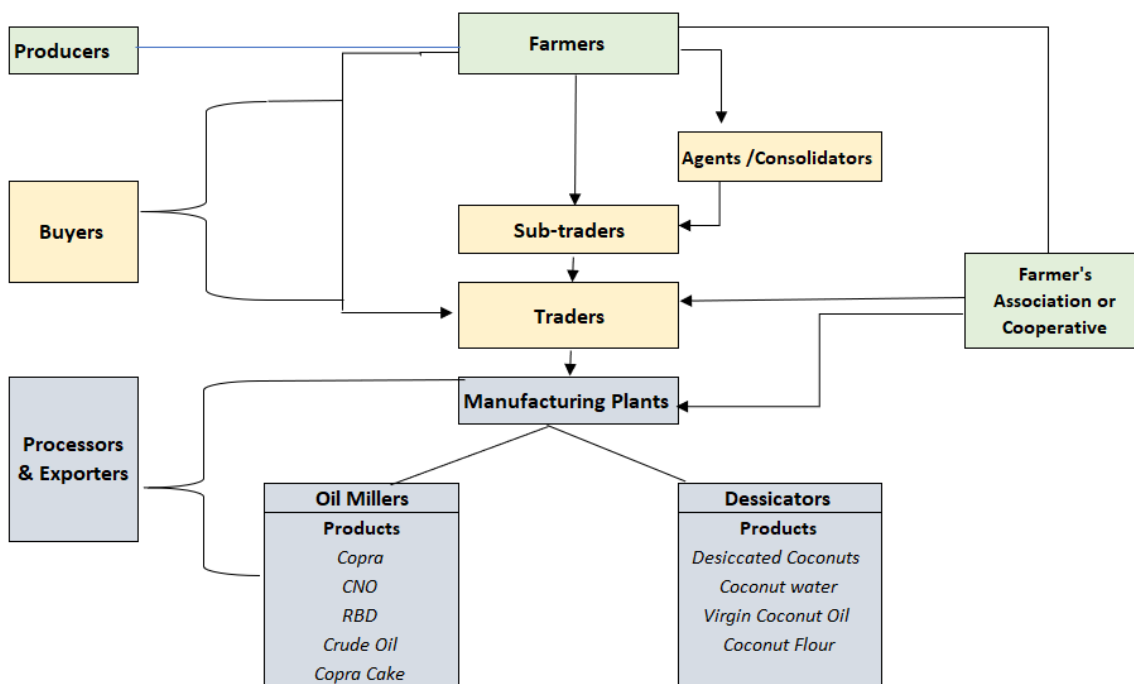 Producers
Farmers
Agents /Consolidators
Buyers
Sub-traders
Farmer's
Association or
Cooperative
Traders
Processors
& Exporters
Manufacturing Plants
Oil Millers
Products
Copra
CNO
RBD
Crude Oil
Copra Cake
Dessicators
Products
Desiccated Coconuts
Coconut water
Virgin Coconut Oil
Coconut Flour